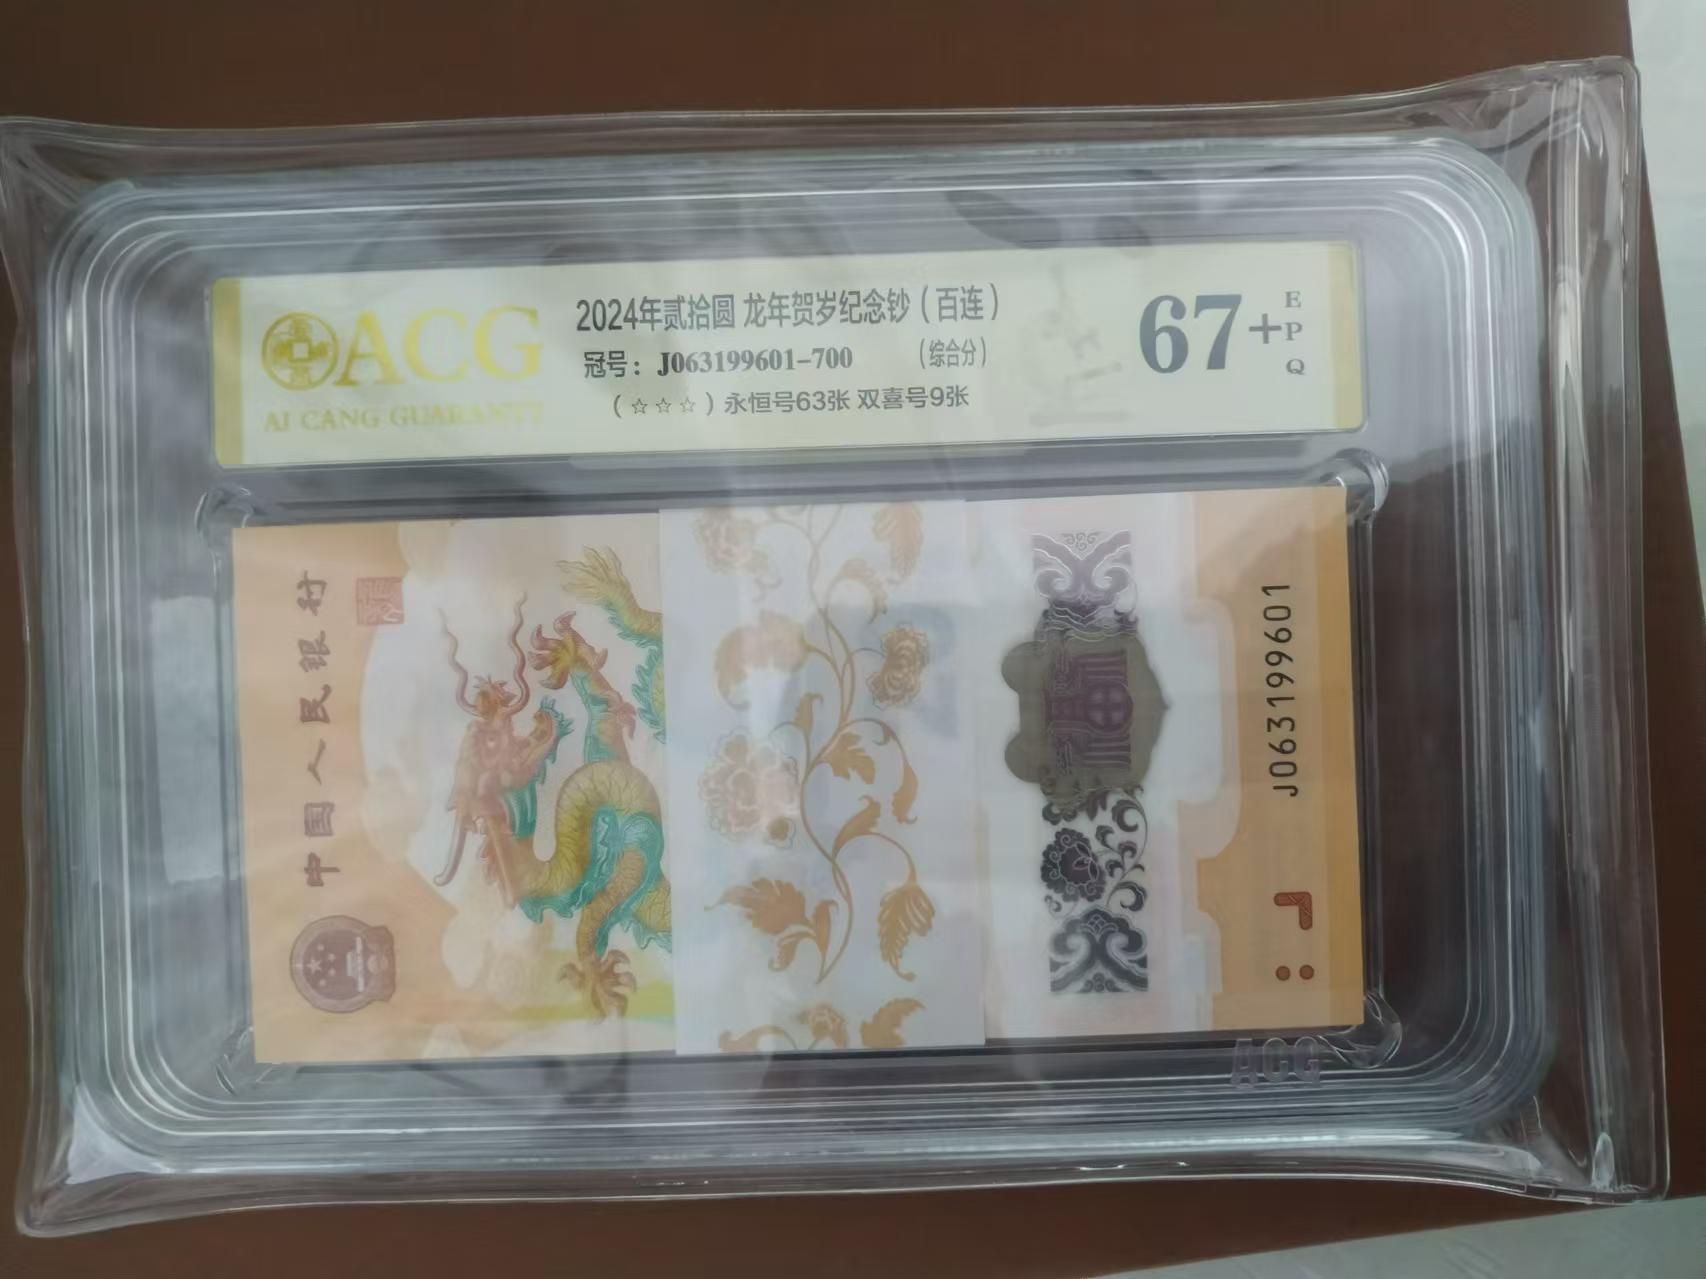 ACG
AI CANG GUARANTY
2024年贰拾圆 龙年贺岁纪念钞（百连）
冠号：J063199601-700 （综合分）
（☆☆☆）永恒号63张 双喜号9张
67+
EPQ
中国人民银行
J063199601
ACG